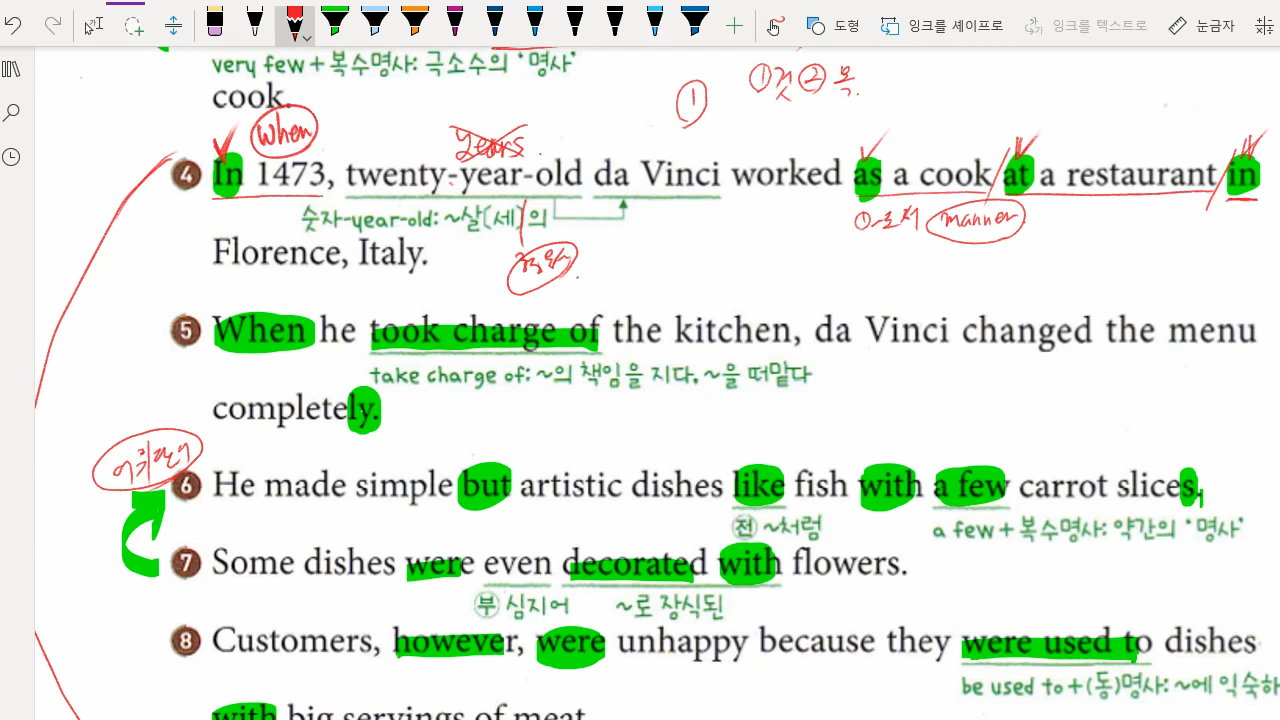 도형
잉크를 셰이프로
잉크를 텍스트로
눈금자
very few + 복수명사: 극소수의 '명사'
①것 ② 목
cook.
①
When
years
④ In 1473, twenty-year-old da Vinci worked as a cook at a restaurant in
숫자-year-old: ~살(세)의
①~로서 manner
Florence, Italy.
⑤ When he took charge of the kitchen, da Vinci changed the menu
take charge of: ~의 책임을 지다, ~을 떠맡다
completely.
⑥ He made simple but artistic dishes like fish with a few carrot slices.
전 ~처럼
a few + 복수명사: 약간의 '명사'
⑦ Some dishes were even decorated with flowers.
부 심지어
~로 장식된
⑧ Customers, however, were unhappy because they were used to dishes
be used to+(동)명사: ~에 익숙하
with big servings of meat.